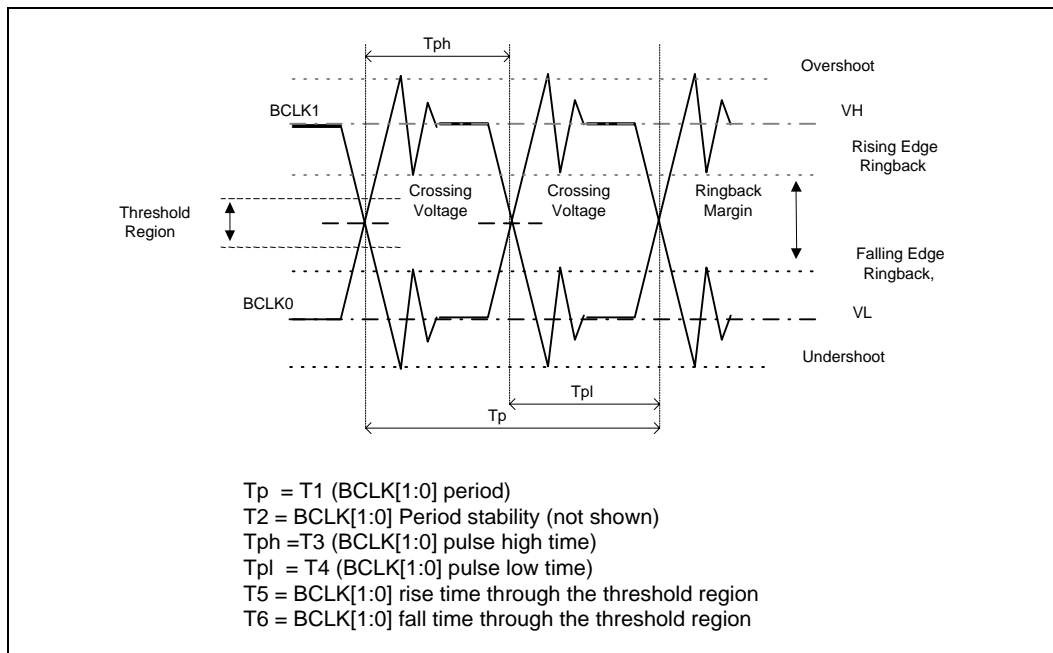 Tph
Overshoot
BCLK1
VH
Rising Edge
Ringback
Crossing
Voltage
Crossing
Voltage
Ringback
Margin
Threshold
Region
Falling Edge
Ringback,
BCLK0
VL
Undershoot
Tpl
Tp
Tp = T1 (BCLK[1:0] period)
T2 = BCLK[1:0] Period stability (not shown)
Tph =T3 (BCLK[1:0] pulse high time)
Tpl = T4 (BCLK[1:0] pulse low time)
T5 = BCLK[1:0] rise time through the threshold region
T6 = BCLK[1:0] fall time through the threshold region